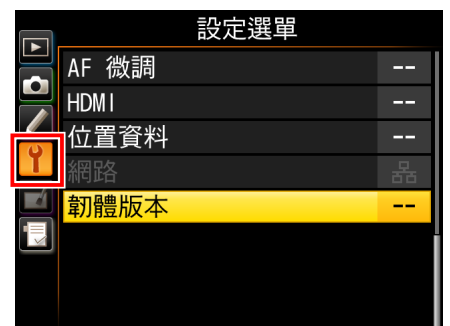 設定選單
AF 微調 --
HDMI --
位置資料 --
網路
韌體版本 --